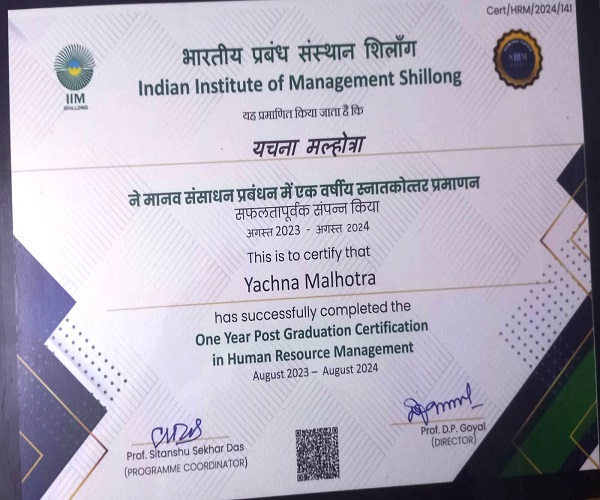 Cert/HRM/2024/141
भारतीय प्रबंध संस्थान शिलाँग
Indian Institute of Management Shillong
IIM
SHILLONG
यह प्रमाणित किया जाता है कि
यचना मल्होत्रा
ने मानव संसाधन प्रबंधन में एक वर्षीय स्नातकोत्तर प्रमाणन
सफलतापूर्वक संपन्न किया
अगस्त 2023 - अगस्त 2024
This is to certify that
Yachna Malhotra
has successfully completed the
One Year Post Graduation Certification
in Human Resource Management
August 2023 – August 2024
Prof. Sitanshu Sekhar Das
(PROGRAMME COORDINATOR)
Prof. D.P. Goyal
(DIRECTOR)